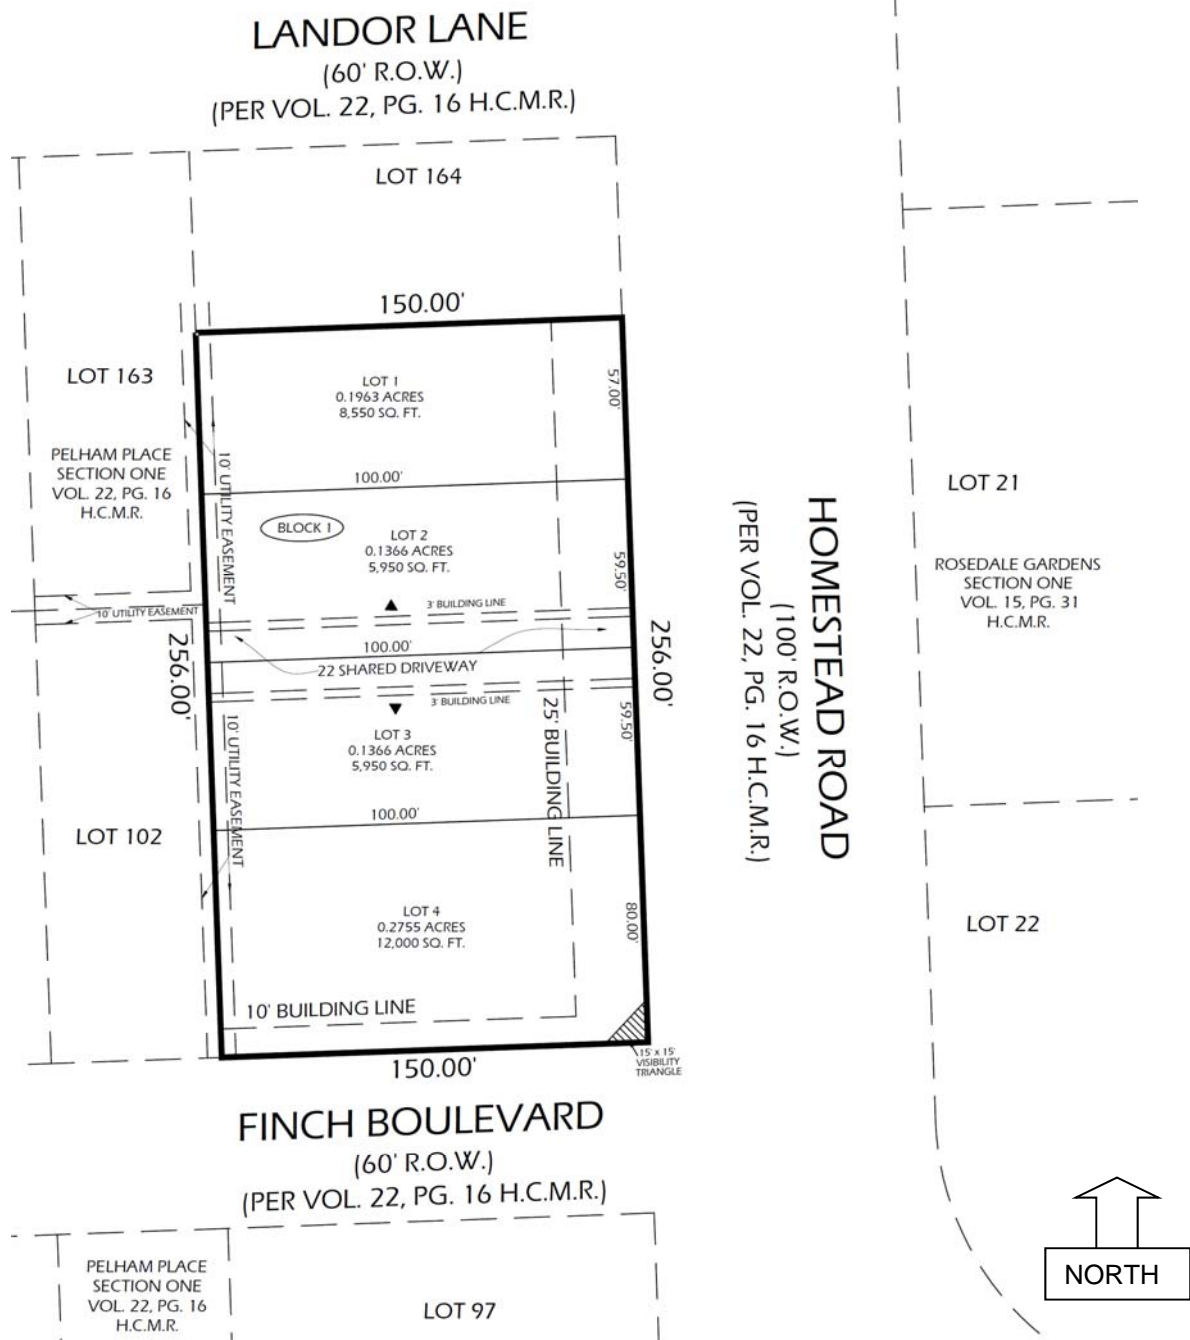 LANDOR LANE
(60' R.O.W.)
(PER VOL. 22, PG. 16 H.C.M.R.)
LOT 164
150.00'
LOT 163
PELHAM PLACE
SECTION ONE
VOL. 22, PG. 16
H.C.M.R.
LOT 1
0.1963 ACRES
8,550 SQ. FT.
57.00'
10' UTILITY EASEMENT
100.00'
BLOCK 1
LOT 2
0.1366 ACRES
5,950 SQ. FT.
59.50'
3' BUILDING LINE
10' UTILITY EASEMENT
256.00'
100.00'
22 SHARED DRIVEWAY
256.00'
3' BUILDING LINE
59.50'
LOT 3
0.1366 ACRES
5,950 SQ. FT.
10' UTILITY EASEMENT
25' BUILDING LINE
100.00'
LOT 102
LOT 4
0.2755 ACRES
12,000 SQ. FT.
80.00'
10' BUILDING LINE
150.00'
15' x 15'
VISIBILITY
TRIANGLE
HOMESTEAD ROAD
(100' R.O.W.)
(PER VOL. 22, PG. 16 H.C.M.R.)
LOT 21
ROSEDALE GARDENS
SECTION ONE
VOL. 15, PG. 31
H.C.M.R.
LOT 22
FINCH BOULEVARD
(60' R.O.W.)
(PER VOL. 22, PG. 16 H.C.M.R.)
PELHAM PLACE
SECTION ONE
VOL. 22, PG. 16
H.C.M.R.
LOT 97
NORTH